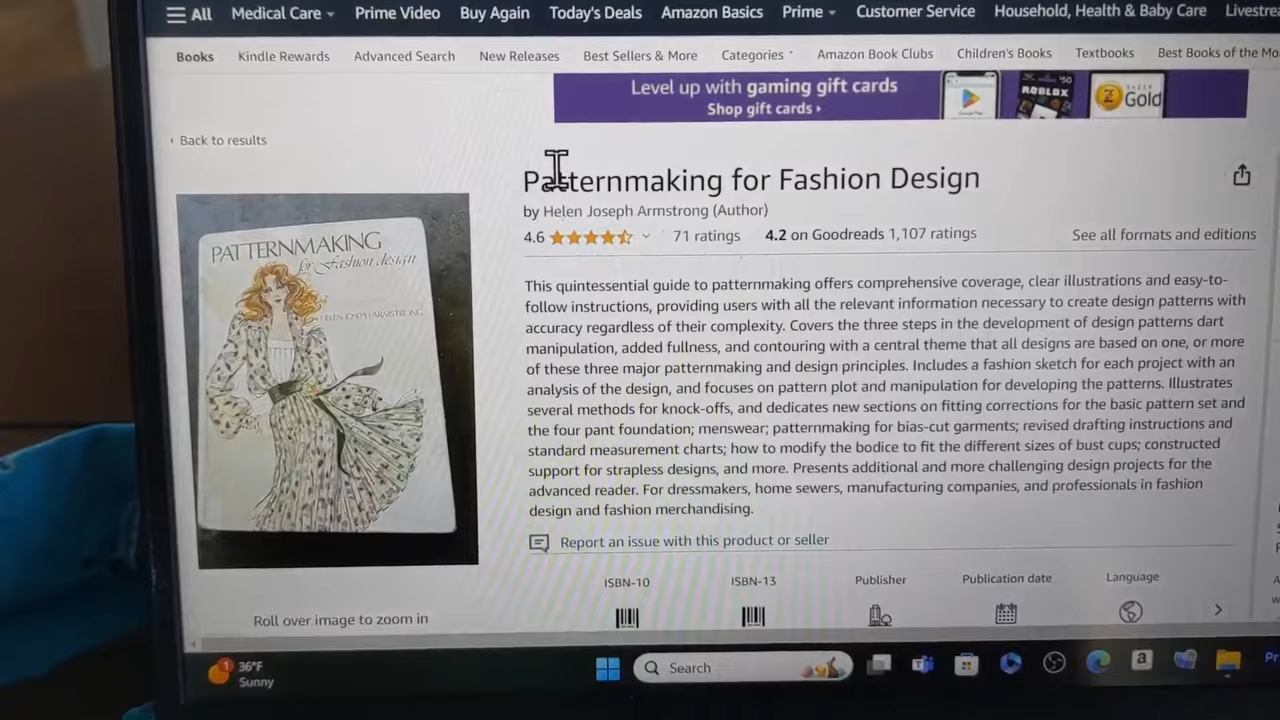 All Medical Care Prime Video Buy Again Today's Deals Amazon Basics Prime Customer Service Household, Health & Baby Care
Books Kindle Rewards Advanced Search New Releases Best Sellers & More Categories Amazon Book Clubs Children's Books Textbooks Best Books of the
Level up with gaming gift cards
Shop gift cards ›
Google Play
$50
ROBLOX
RAZER
Gold
‹ Back to results
Patternmaking for Fashion Design
by Helen Joseph Armstrong (Author)
4.6 71 ratings 4.2 on Goodreads 1,107 ratings
See all formats and editions
PATTERNMAKING
for Fashion design
HELEN JOSEPH ARMSTRONG
This quintessential guide to patternmaking offers comprehensive coverage, clear illustrations and easy-to-
follow instructions, providing users with all the relevant information necessary to create design patterns with
accuracy regardless of their complexity. Covers the three steps in the development of design patterns dart
manipulation, added fullness, and contouring with a central theme that all designs are based on one, or more
of these three major patternmaking and design principles. Includes a fashion sketch for each project with an
analysis of the design, and focuses on pattern plot and manipulation for developing the patterns. Illustrates
several methods for knock-offs, and dedicates new sections on fitting corrections for the basic pattern set and
the four pant foundation; menswear; patternmaking for bias-cut garments; revised drafting instructions and
standard measurement charts; how to modify the bodice to fit the different sizes of bust cups; constructed
support for strapless designs, and more. Presents additional and more challenging design projects for the
advanced reader. For dressmakers, home sewers, manufacturing companies, and professionals in fashion
design and fashion merchandising.
Report an issue with this product or seller
ISBN-10 ISBN-13 Publisher Publication date Language
Roll over image to zoom in
1
36°F
Sunny
Search
a